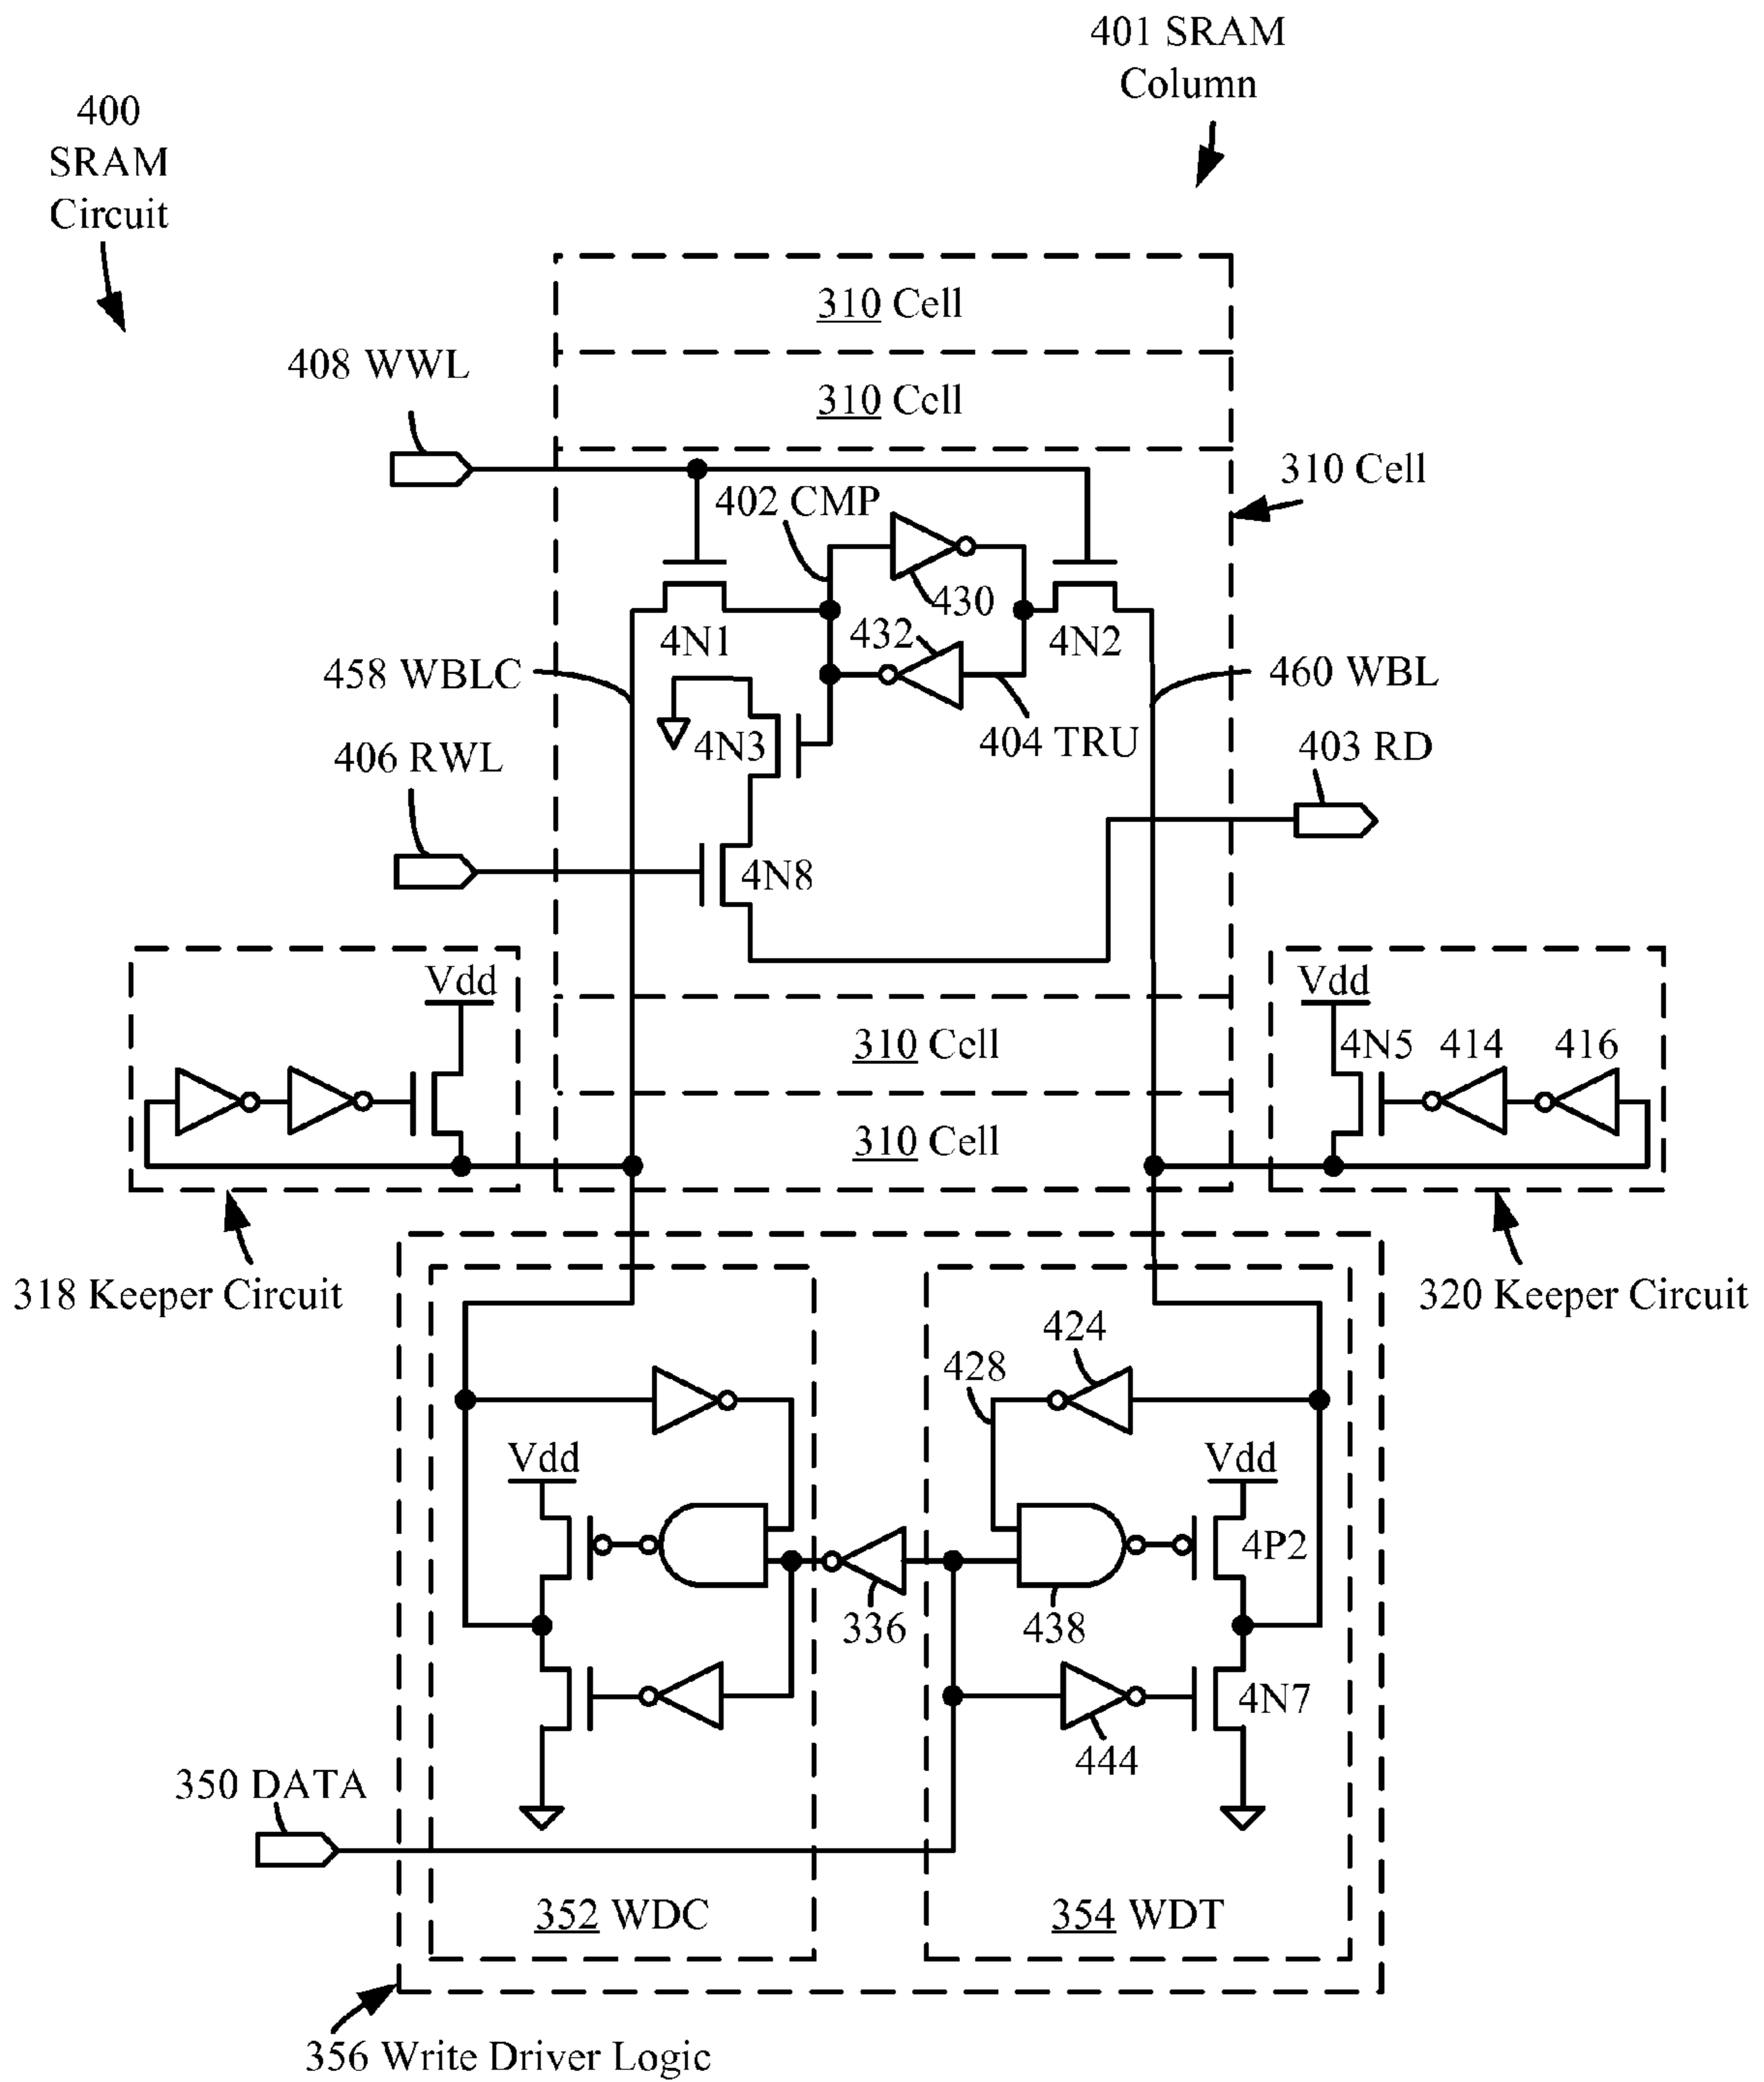 401 SRAM
Column
400
SRAM
Circuit
310 Cell
408 WWL
310 Cell
310 Cell
402 CMP
430
4N1
432
4N2
458 WBLC
460 WBL
4N3
404 TRU
403 RD
406 RWL
4N8
Vdd
Vdd
310 Cell
4N5
414
416
310 Cell
318 Keeper Circuit
320 Keeper Circuit
424
428
Vdd
Vdd
4P2
336
438
4N7
444
350 DATA
352 WDC
354 WDT
356 Write Driver Logic